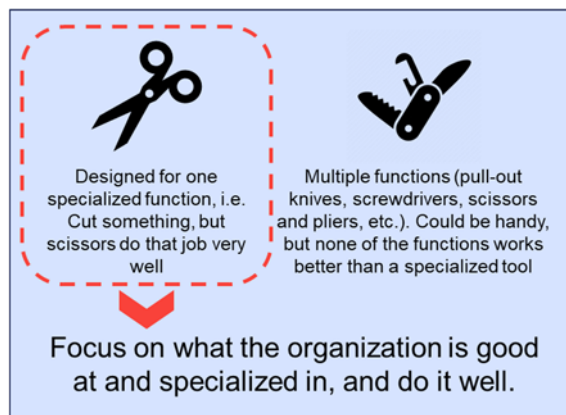 Designed for one
specialized function, i.e.
Cut something, but
scissors do that job very
well
Multiple functions (pull-out
knives, screwdrivers, scissors
and pliers, etc.). Could be handy,
but none of the functions works
better than a specialized tool
Focus on what the organization is good
at and specialized in, and do it well.